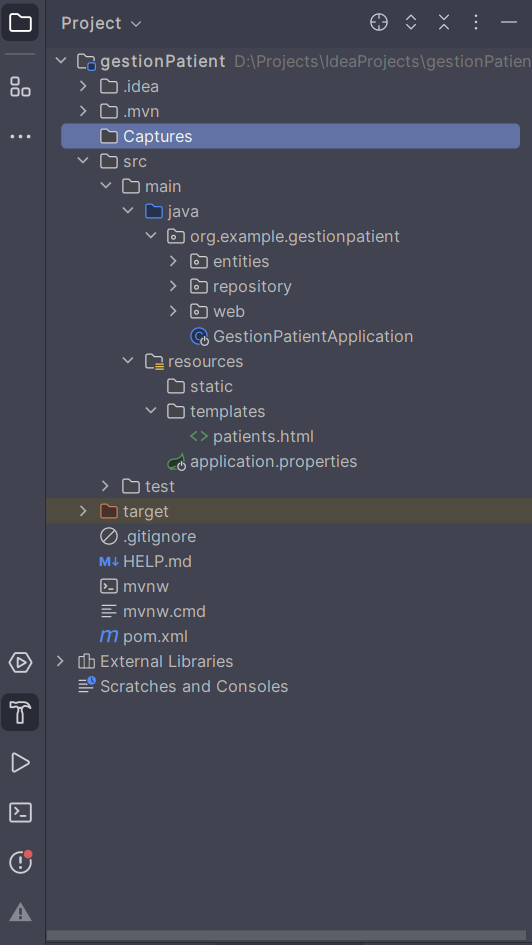 Project
gestionPatient D:\Projects\IdeaProjects\gestionPatien
.idea
.mvn
Captures
src
main
java
org.example.gestionpatient
entities
repository
web
C GestionPatientApplication
resources
static
templates
<> patients.html
application.properties
test
target
.gitignore
M↓ HELP.md
mvnw
mvnw.cmd
m pom.xml
External Libraries
Scratches and Consoles